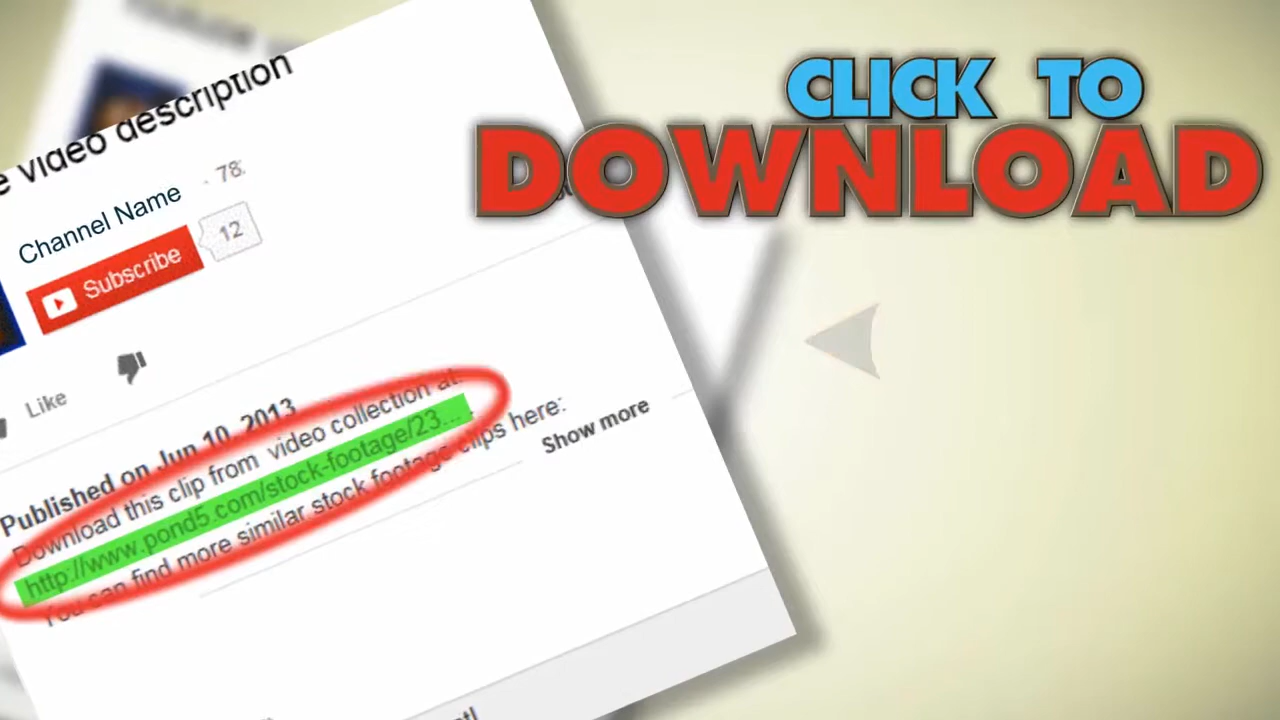 CLICK TO
DOWNLOAD
e video description
Channel Name
78
Subscribe
12
Like
Published on Jun 10, 2013
Download this clip from video collection at
http://www.pond5.com/stock-footage/23...
You can find more similar stock footage clips here:
Show more